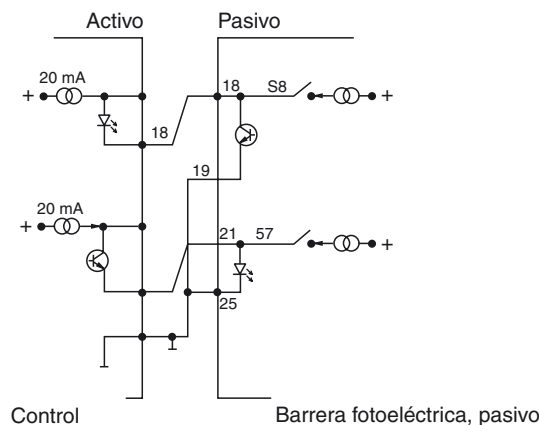 Activo
Pasivo
20 mA
+
18
18
S8
+
19
20 mA
+
21
57
+
25
Control
Barrera fotoeléctrica, pasivo